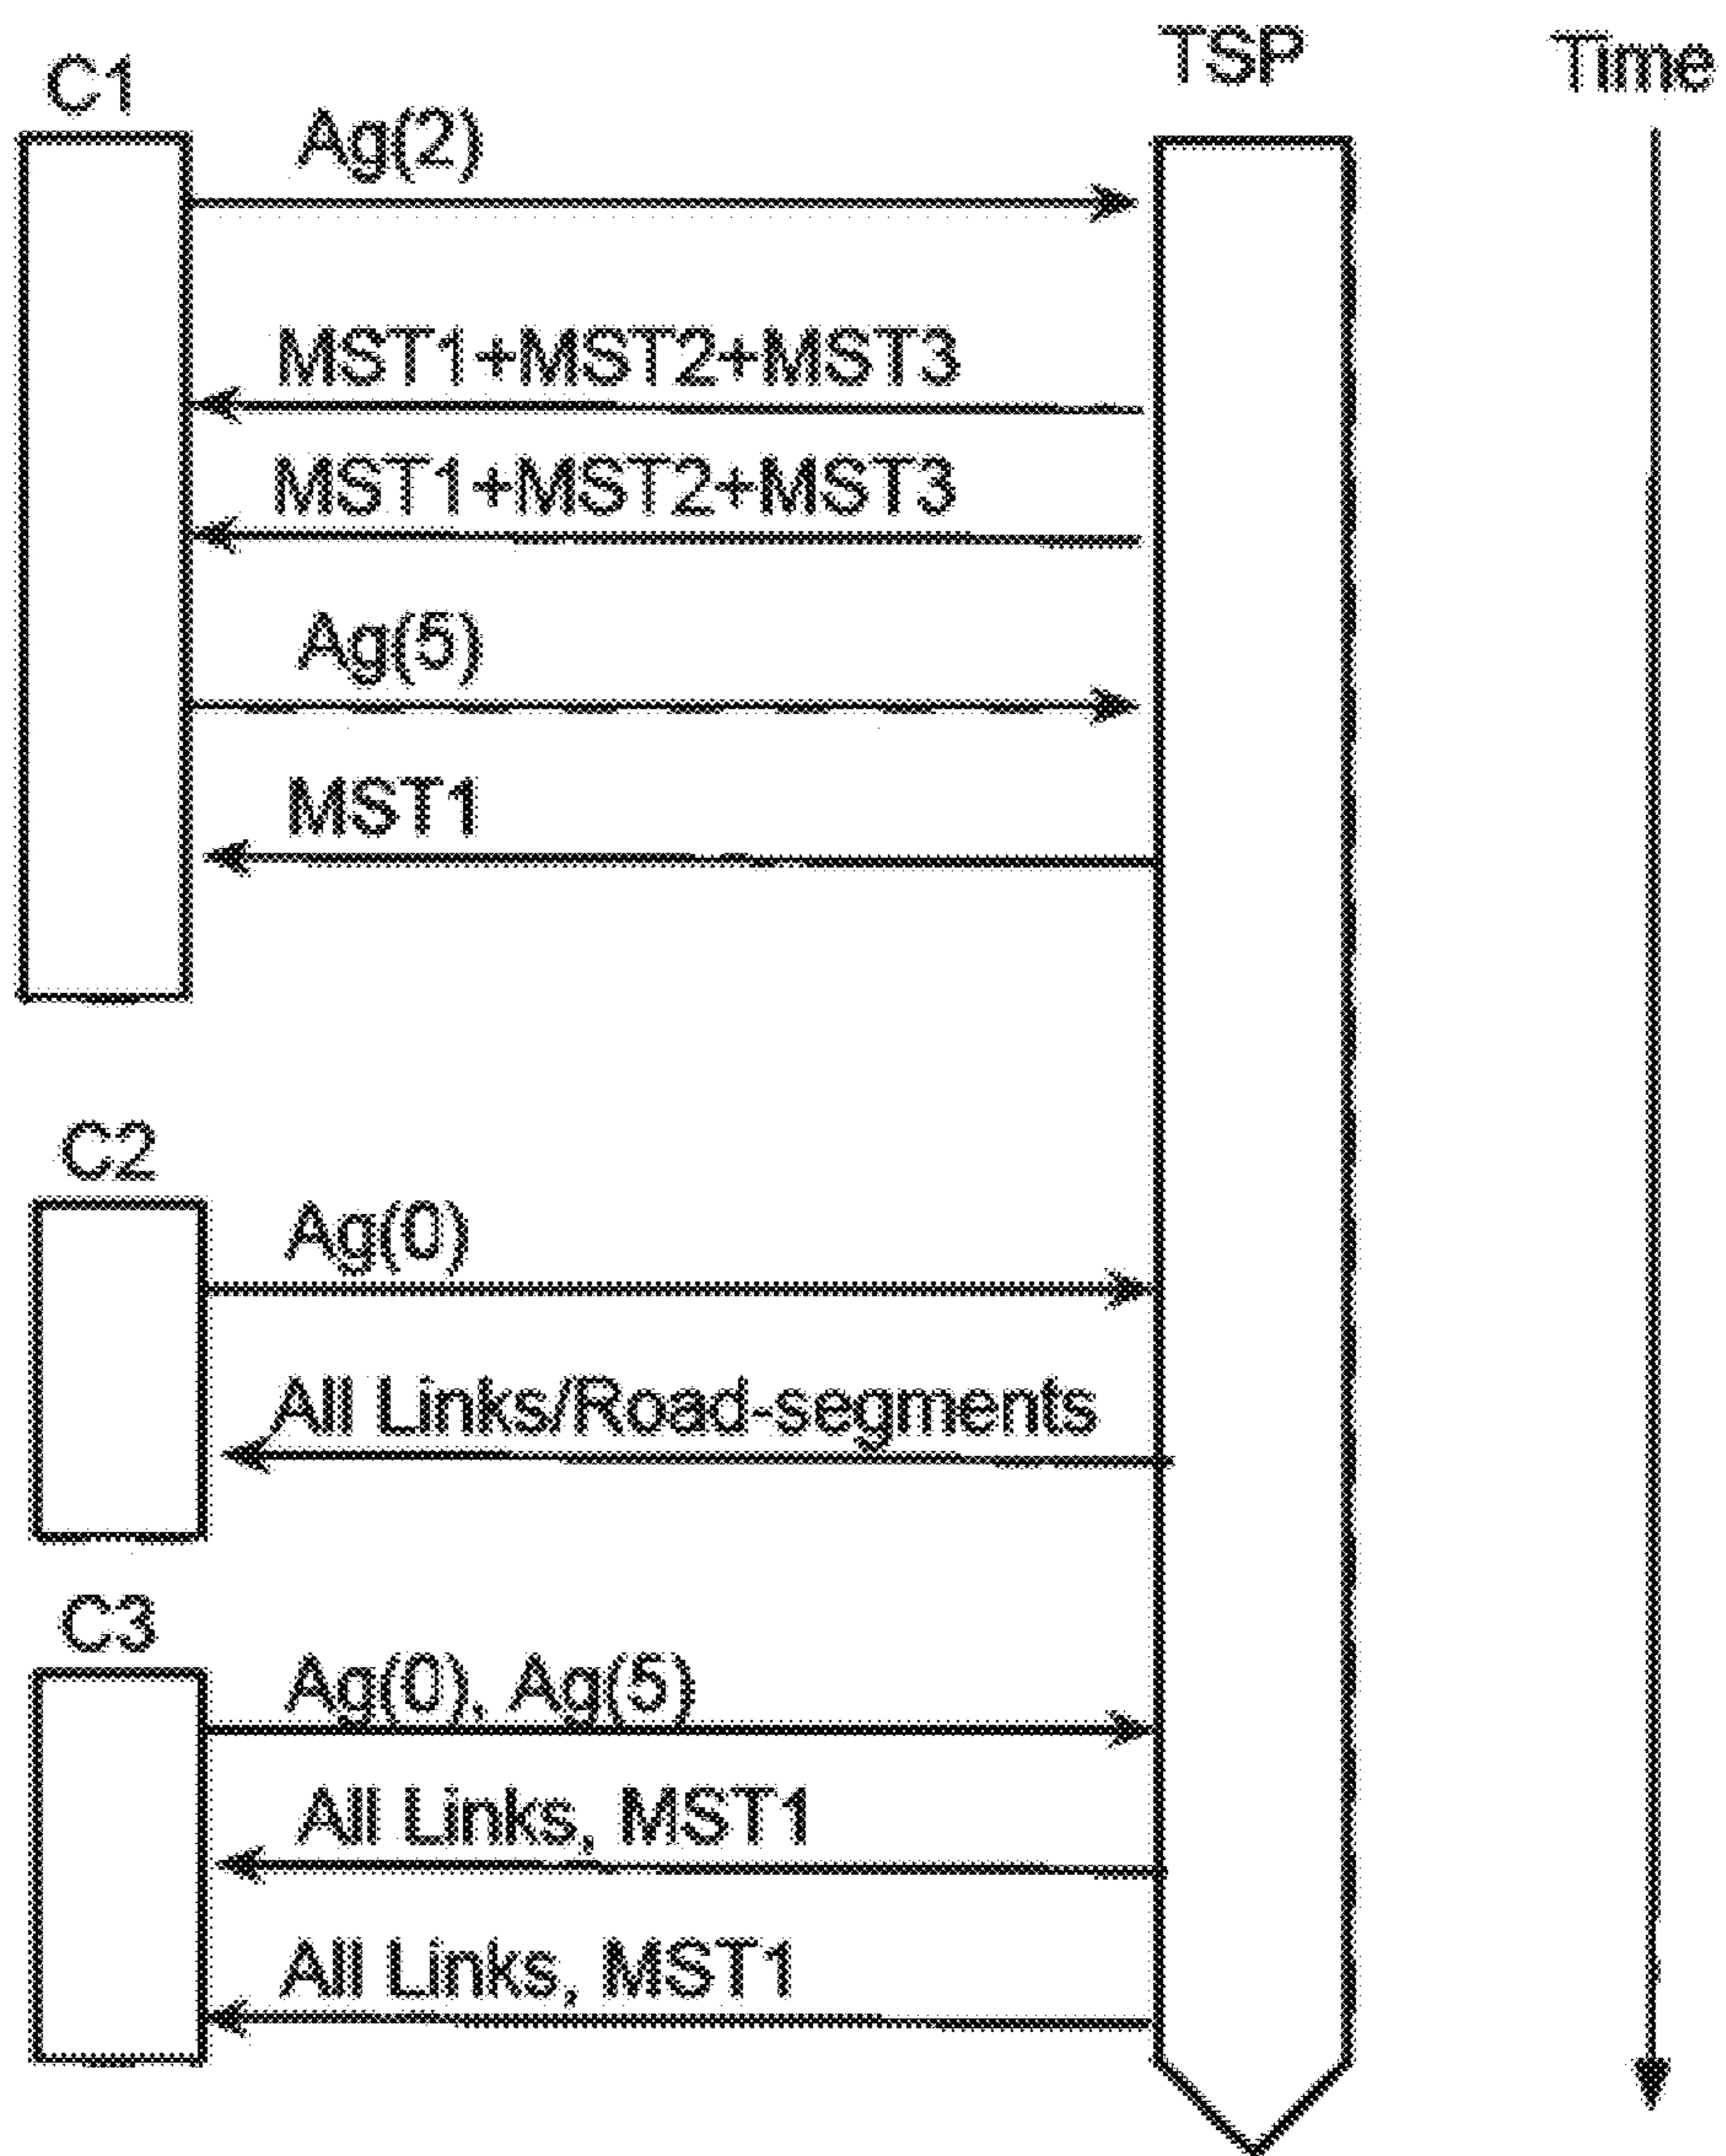 C1
TSP
Time
Ag(2)
MST1+MST2+MST3
MST1+MST2+MST3
Ag(5)
MST1
C2
Ag(0)
All Links/Road-segments
C3
Ag(0), Ag(5)
All Links, MST1
All Links, MST1